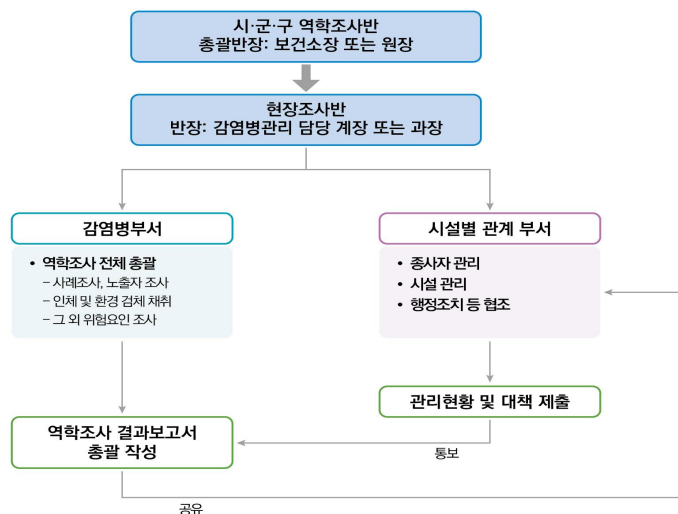 시·군·구 역학조사반
총괄반장: 보건소장 또는 원장
현장조사반
반장: 감염병관리 담당 계장 또는 과장
감염병부서
• 역학조사 전체 총괄
– 사례조사, 노출자 조사
– 인체 및 환경 검체 채취
– 그 외 위험요인 조사
시설별 관계 부서
• 종사자 관리
• 시설 관리
• 행정조치 등 협조
관리현황 및 대책 제출
역학조사 결과보고서
총괄 작성
통보
공유